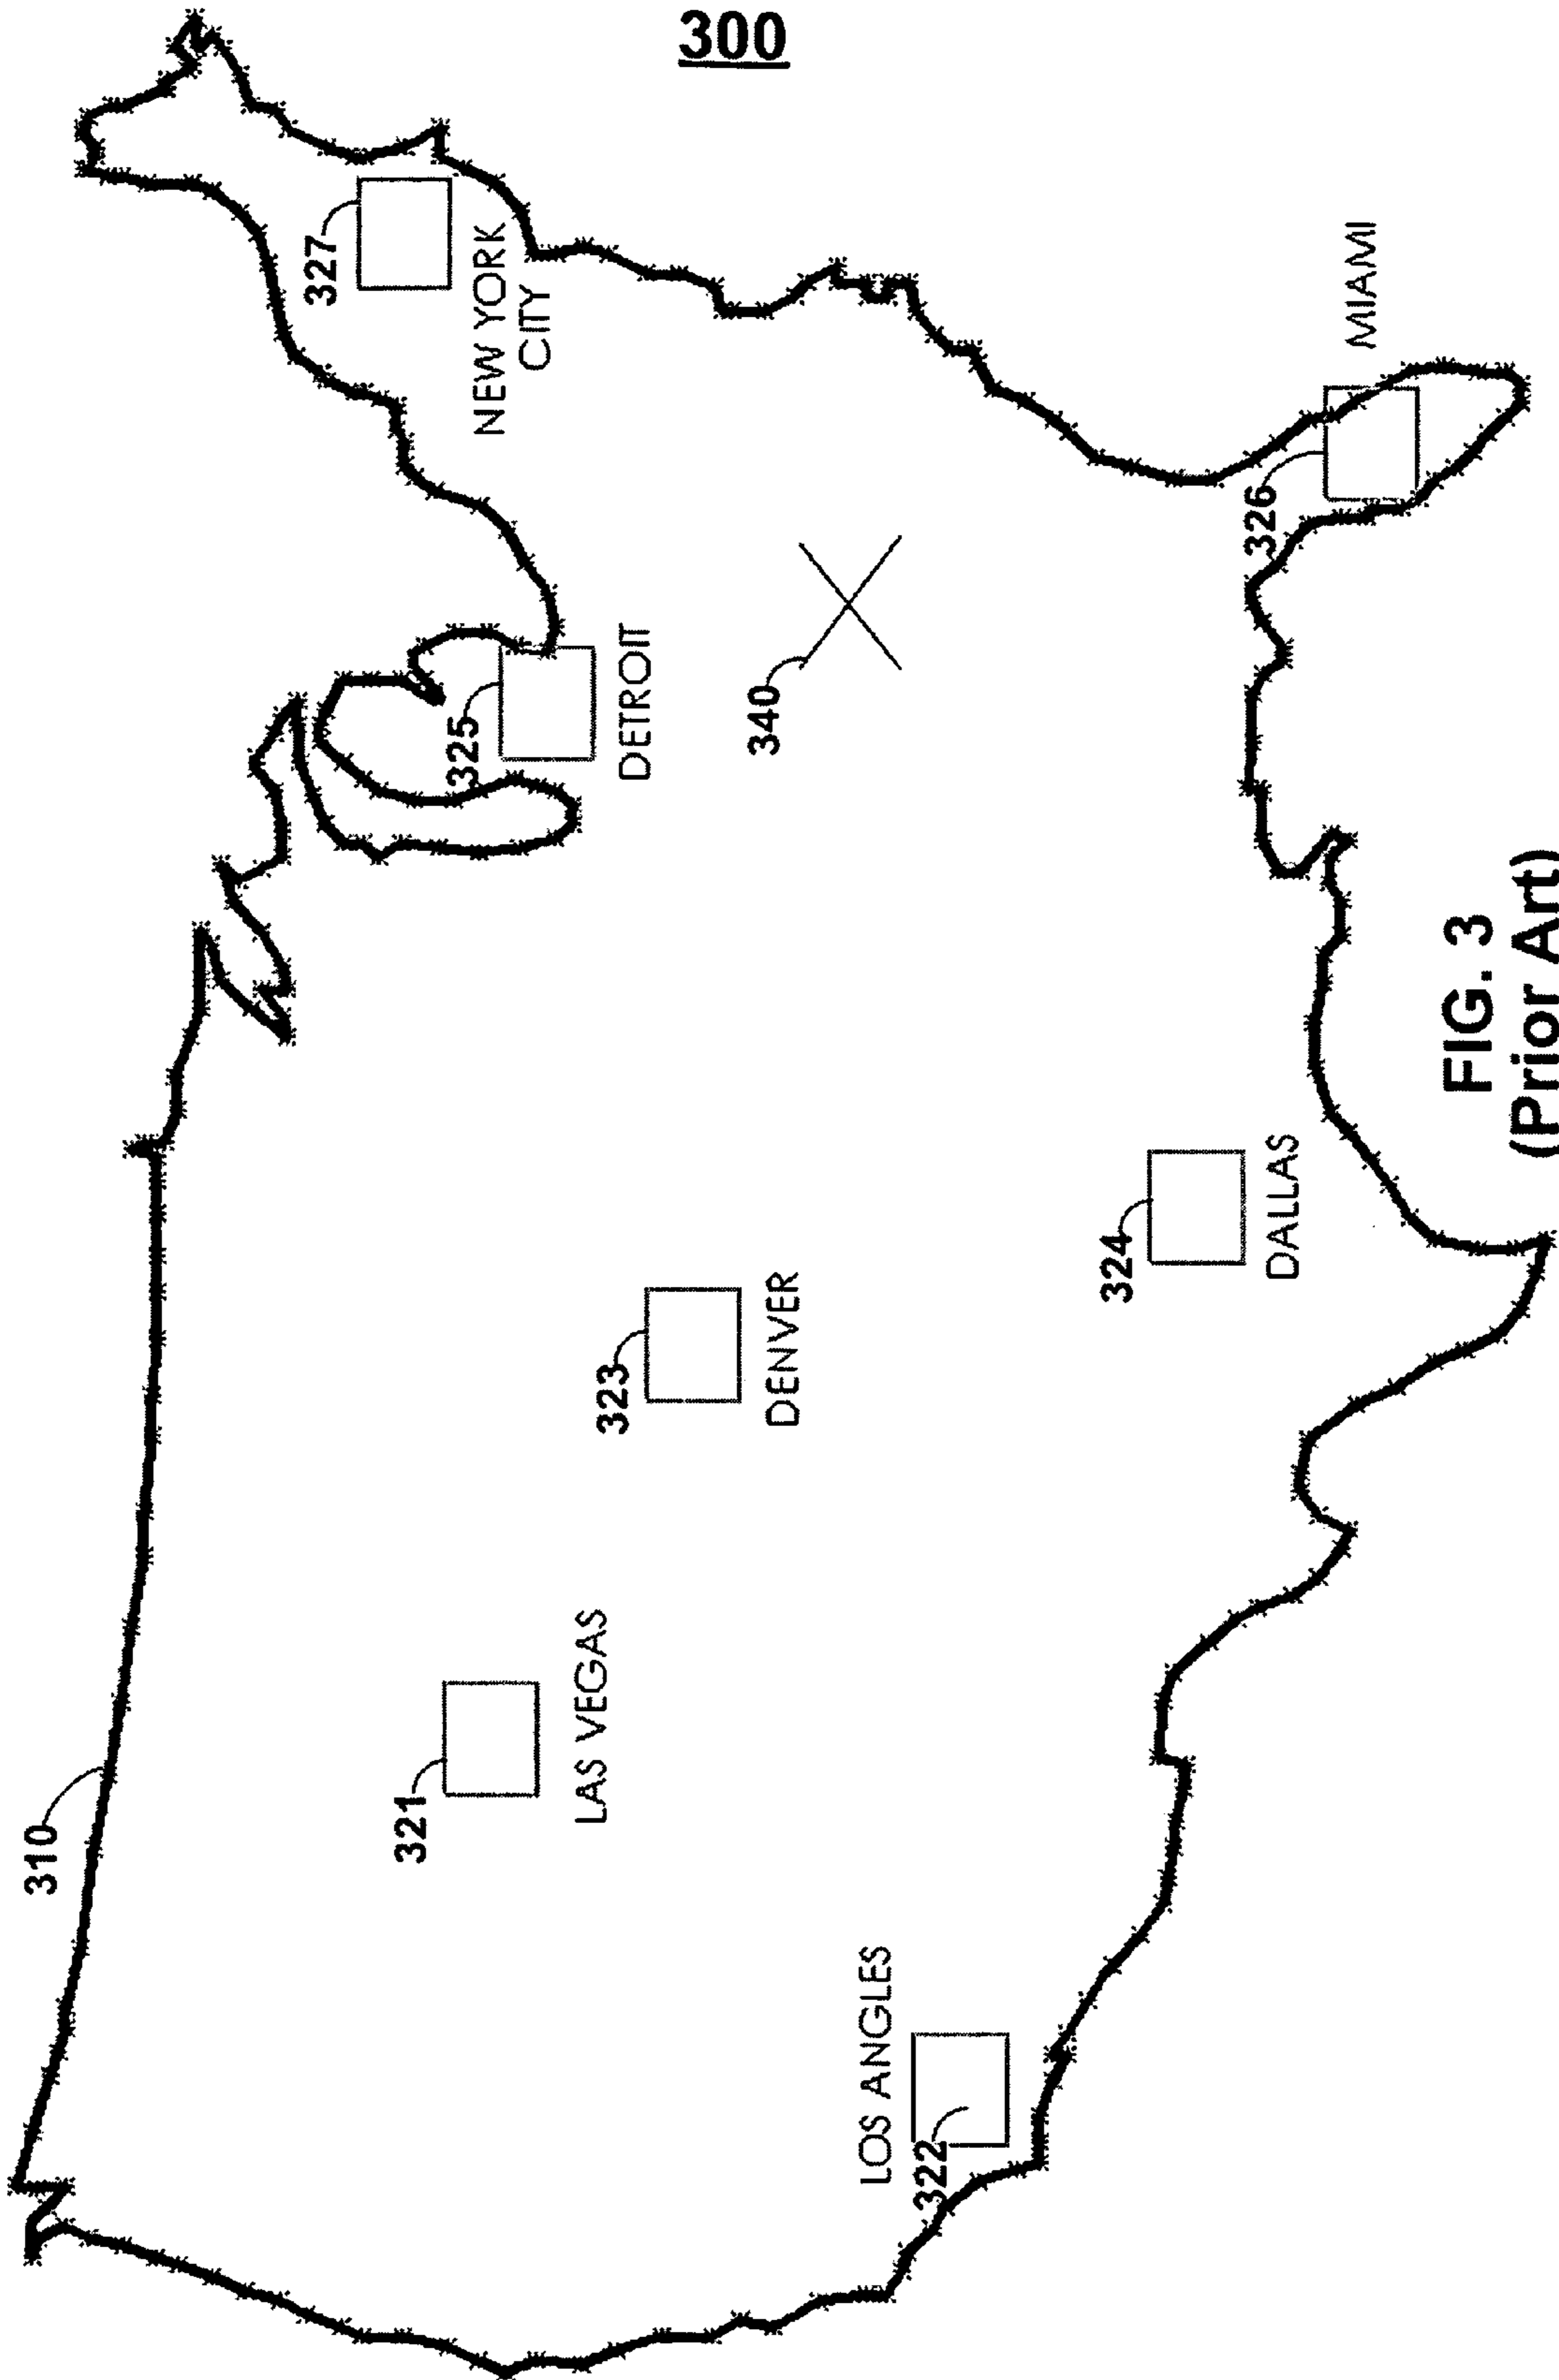 300
310
327
NEW YORK
CITY
321
LAS VEGAS
325
DETROIT
323
DENVER
340
LOS ANGLES
322
324
DALLAS
326
MIAMI
FIG. 3
(Prior Art)